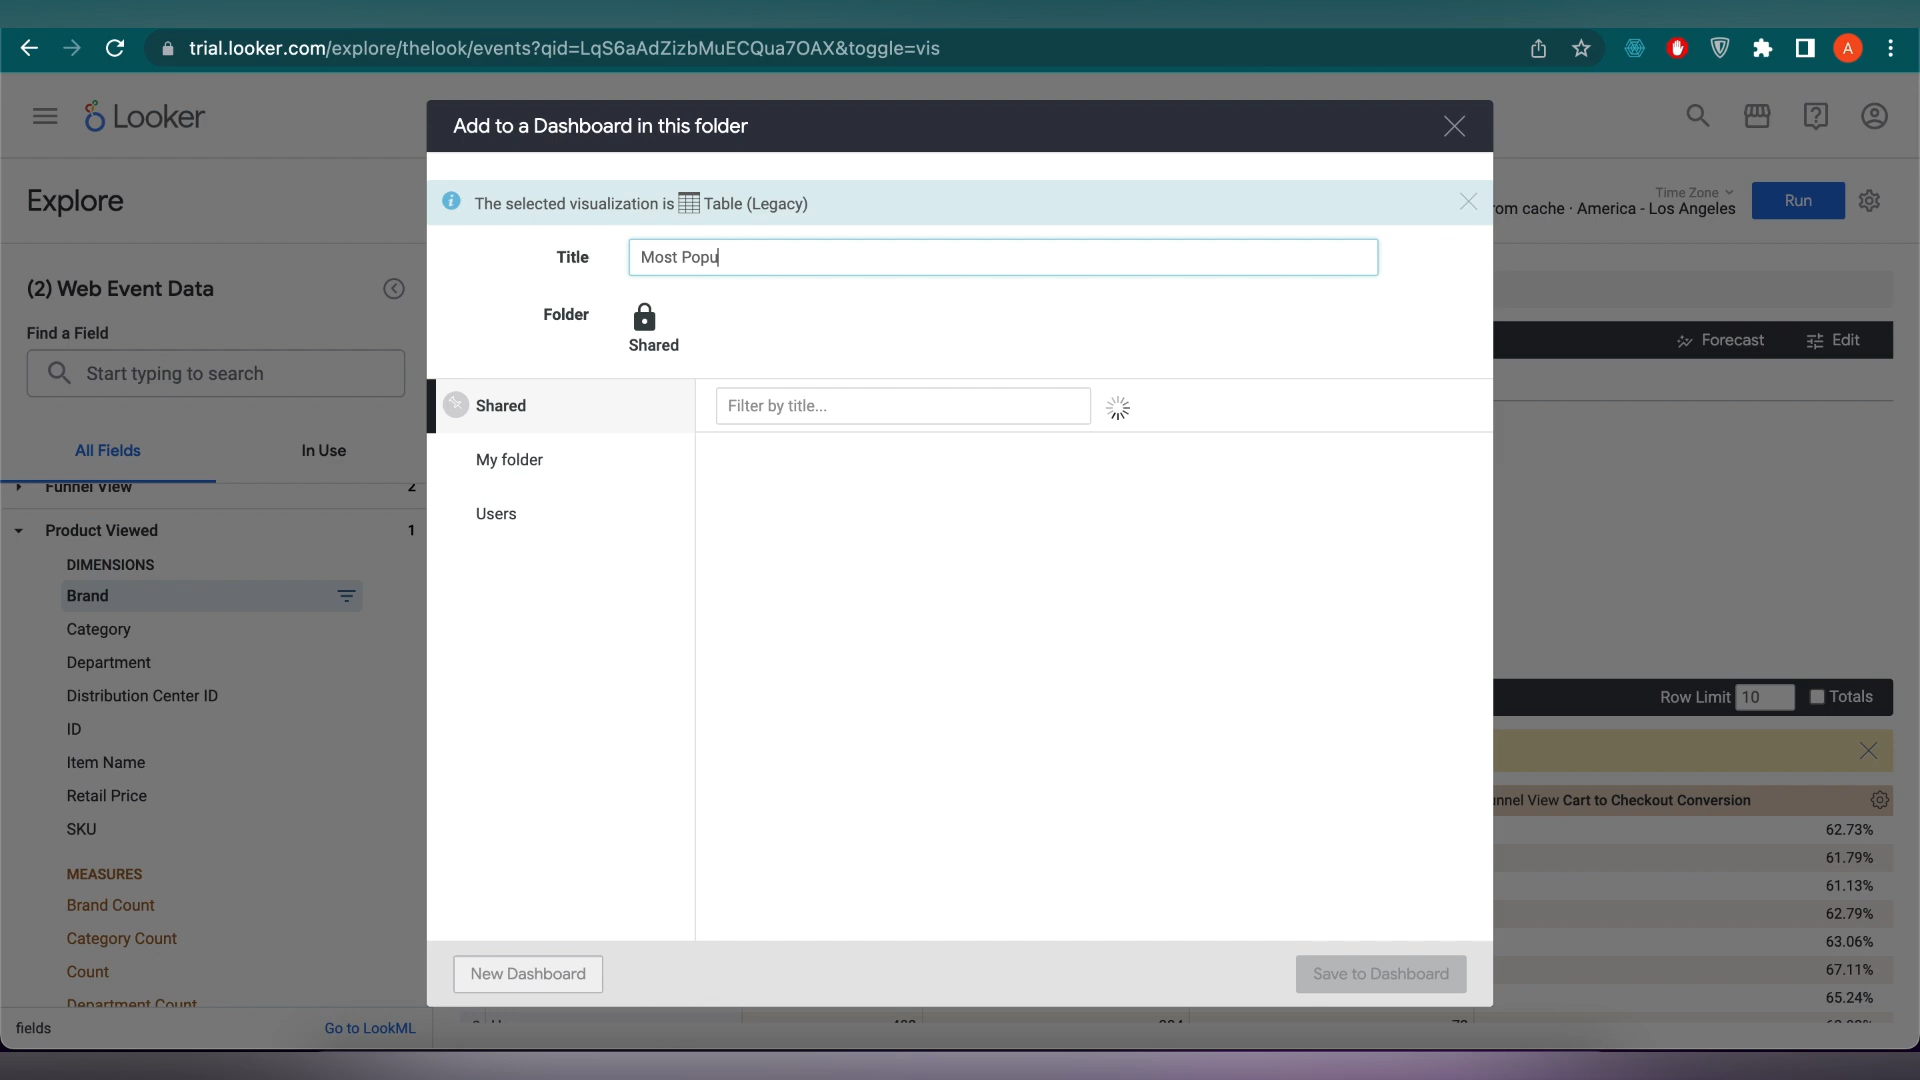 trial.looker.com/explore/thelook/events?qid=LqS6aAdZizbMuECQua7OAX&toggle=vis
A
Looker
Add to a Dashboard in this folder
Explore
The selected visualization is Table (Legacy)
Time Zone
om cache · America - Los Angeles
Run
Title
Most Popu
(2) Web Event Data
Folder
Shared
Find a Field
Start typing to search
Forecast
Edit
Shared
Filter by title...
All Fields
In Use
My folder
Funnel View 2
Users
Product Viewed 1
DIMENSIONS
Brand
Category
Department
Distribution Center ID
Row Limit 10
Totals
ID
Item Name
Retail Price
nnel View Cart to Checkout Conversion
SKU
62.73%
61.79%
MEASURES
61.13%
Brand Count
62.79%
Category Count
63.06%
Count
67.11%
New Dashboard
Save to Dashboard
Department Count
65.24%
fields
Go to LookML